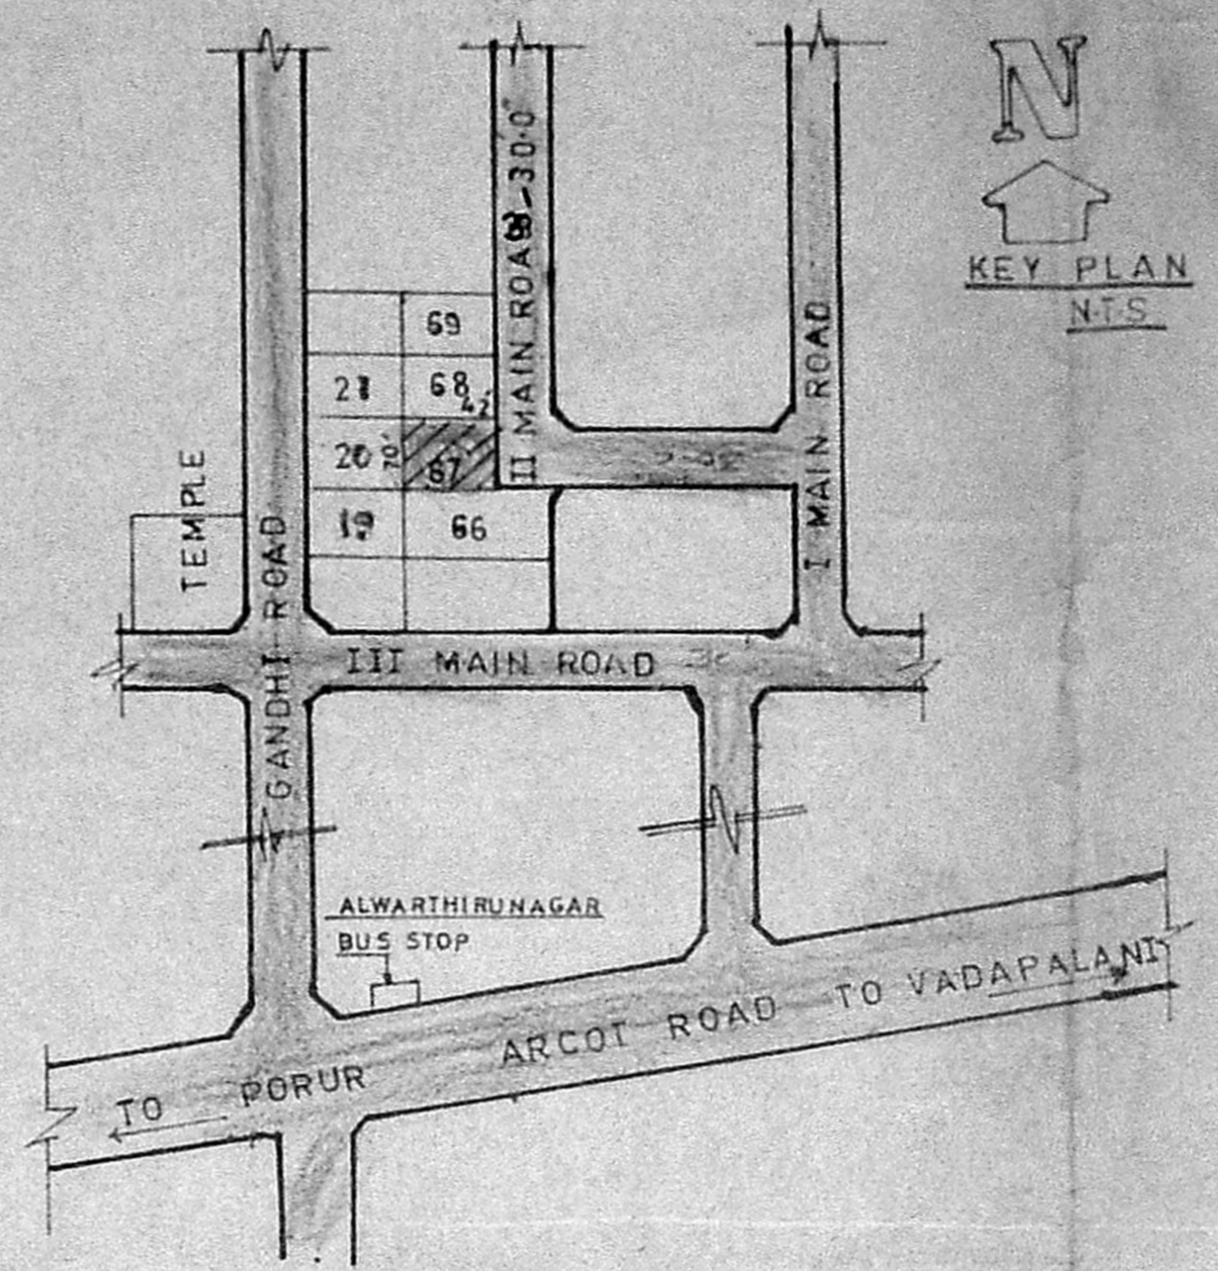 N
KEY PLAN
N.T.S
II MAIN ROAD-30'0"
I MAIN ROAD
69
21
68
20
70'
67
19
66
TEMPLE
GANDHI ROAD
III MAIN ROAD
ALWARTHIRUNAGAR
BUS STOP
ARCOT ROAD
TO VADAPALANI
TO PORUR